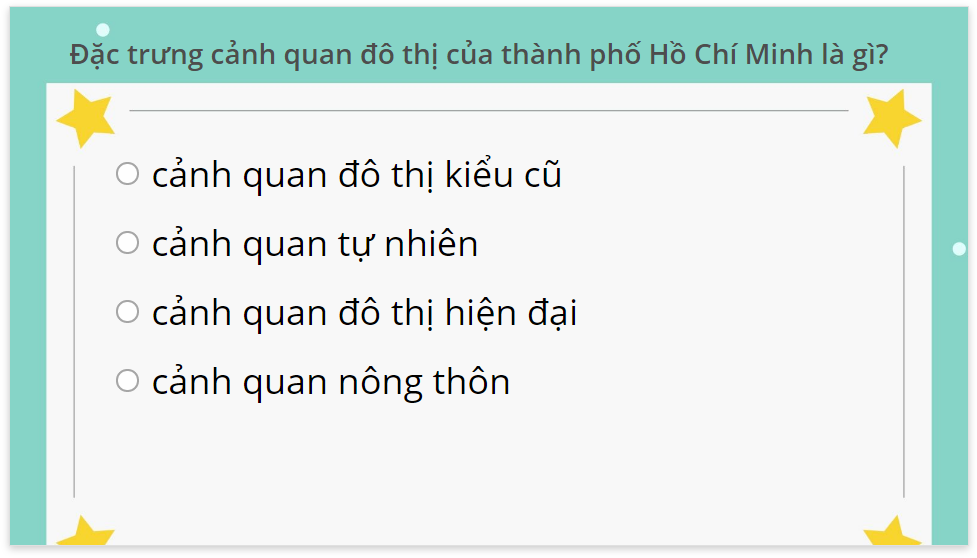 Đặc trưng cảnh quan đô thị của thành phố Hồ Chí Minh là gì?
cảnh quan đô thị kiểu cũ
cảnh quan tự nhiên
cảnh quan đô thị hiện đại
cảnh quan nông thôn